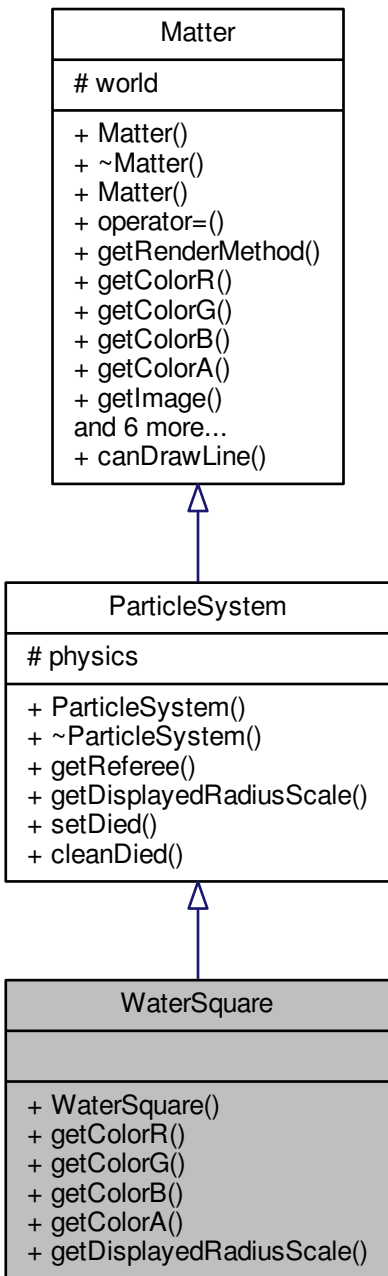 Matter
# world
+ Matter()
+ ~Matter()
+ Matter()
+ operator=()
+ getRenderMethod()
+ getColorR()
+ getColorG()
+ getColorB()
+ getColorA()
+ getImage()
and 6 more...
+ canDrawLine()
ParticleSystem
# physics
+ ParticleSystem()
+ ~ParticleSystem()
+ getReferee()
+ getDisplayedRadiusScale()
+ setDied()
+ cleanDied()
WaterSquare
+ WaterSquare()
+ getColorR()
+ getColorG()
+ getColorB()
+ getColorA()
+ getDisplayedRadiusScale()